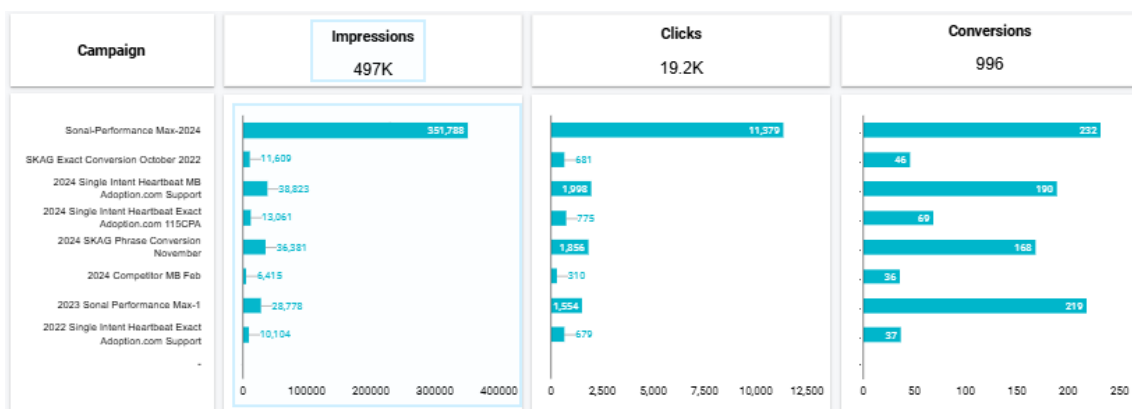 Campaign
Impressions
497K
Clicks
19.2K
Conversions
996
Sonal-Performance Max-2024
351,788
11,379
232
SKAG Exact Conversion October 2022
11,609
681
46
2024 Single Intent Heartbeat MB
Adoption.com Support
38,823
1,998
190
2024 Single Intent Heartbeat Exact
Adoption.com 115CPA
13,061
775
69
2024 SKAG Phrase Conversion
November
36,381
1,856
168
2024 Competitor MB Feb
6,415
310
36
2023 Sonal Performance Max-1
28,778
1,554
219
2022 Single Intent Heartbeat Exact
Adoption.com Support
10,104
679
37
-
0 100000 200000 300000 400000
0 2,500 5,000 7,500 10,000 12,500
0 50 100 150 200 250